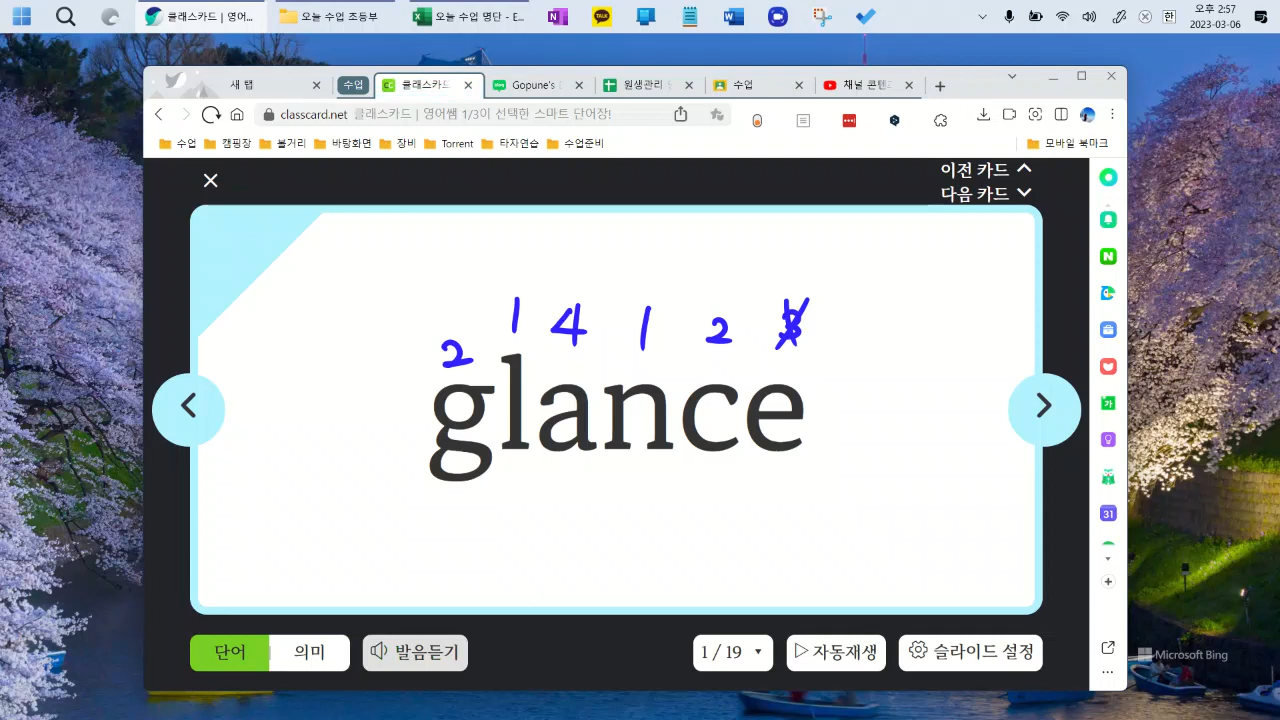 클래스카드 | 영어...
오늘 수업 조등부
오늘 수업 명단 - E...
TALK
한
오후 2:57
2023-03-06
새 탭
수업
클래스카드
Gopune's
원생관리
수업
채널 콘텐츠
classcard.net 클래스카드 | 영어쌤 1/3이 선택한 스마트 단어장!
수업
캠핑장
볼거리
바탕화면
장비
Torrent
타자연습
수업준비
모바일 북마크
이전 카드
다음 카드
2 1 4 1 2
glance
단어
의미
발음듣기
1 / 19
자동재생
슬라이드 설정
31
Microsoft Bing